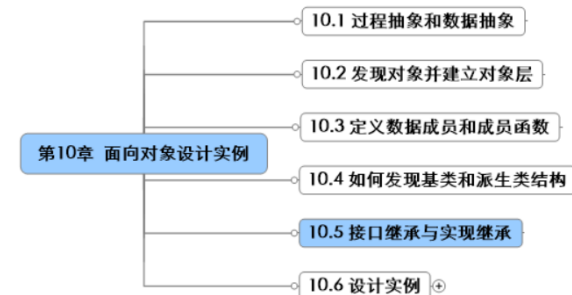 10.1 过程抽象和数据抽象
10.2 发现对象并建立对象层
10.3 定义数据成员和成员函数
第10章 面向对象设计实例
10.4 如何发现基类和派生类结构
10.5 接口继承与实现继承
10.6 设计实例